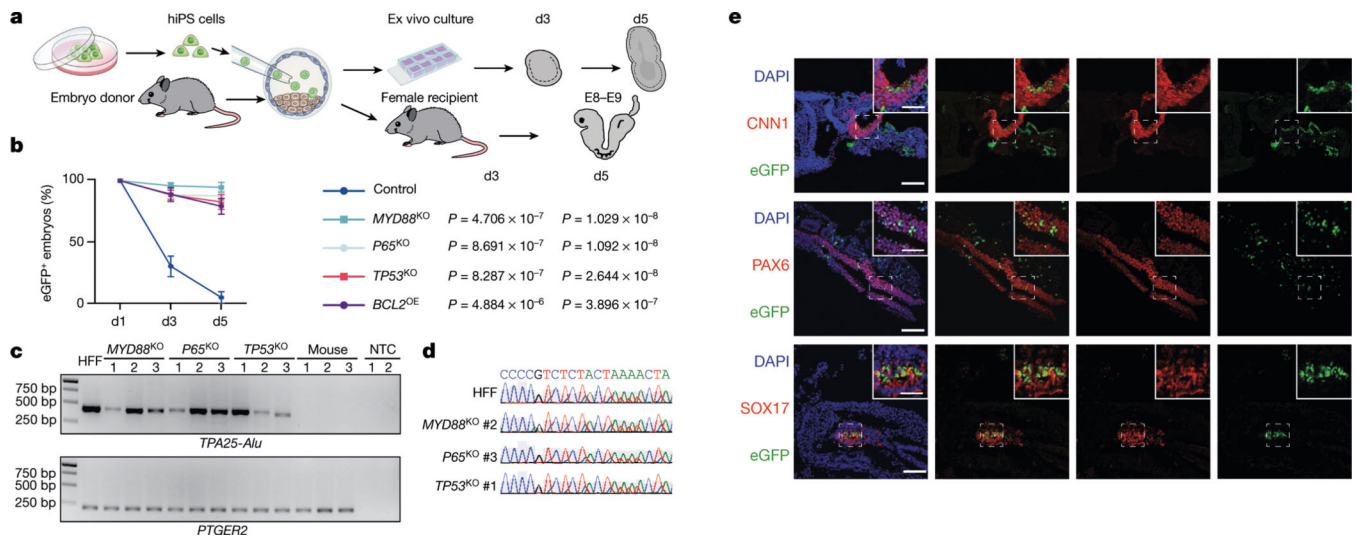 a
hiPS cells
Ex vivo culture
d3
d5
Embryo donor
Female recipient
E8–E9
b
d3
d5
100
50
0
eGFP⁺ embryos (%)
d1
d3
d5
Control
MYD88ᴷᴼ P = 4.706 × 10⁻⁷ P = 1.029 × 10⁻⁸
P65ᴷᴼ P = 8.691 × 10⁻⁷ P = 1.092 × 10⁻⁸
TP53ᴷᴼ P = 8.287 × 10⁻⁷ P = 2.644 × 10⁻⁸
BCL2ᴼᴱ P = 4.884 × 10⁻⁶ P = 3.896 × 10⁻⁷
c
MYD88ᴷᴼ P65ᴷᴼ TP53ᴷᴼ Mouse NTC
HFF 1 2 3 1 2 3 1 2 3 1 2 3 1 2
750 bp
500 bp
250 bp
TPA25-Alu
750 bp
500 bp
250 bp
PTGER2
d
CCCCGTCTCTACTAAAACTA
HFF
MYD88ᴷᴼ #2
P65ᴷᴼ #3
TP53ᴷᴼ #1
e
DAPI
CNN1
eGFP
DAPI
PAX6
eGFP
DAPI
SOX17
eGFP